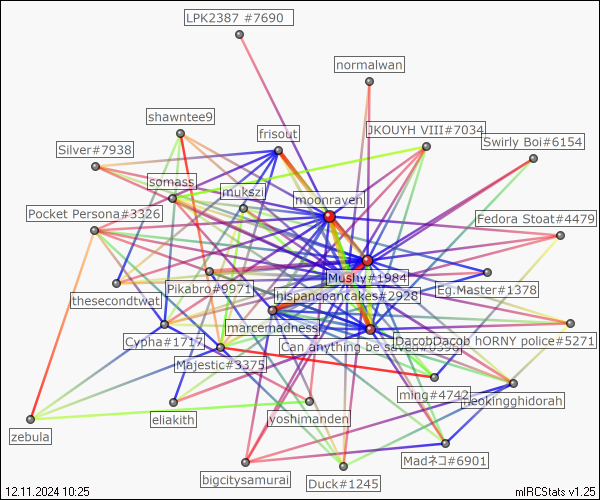 LPK2387 #7690
normalwan
shawntee9
frisout
JKOUYH VIII#7034
Swirly Boi#6154
Silver#7938
somass
mukszi
moonraven
Pocket Persona#3326
Fedora Stoat#4479
Pikabro#9971
Mushy#1984
Eg.Master#1378
thesecondtwat
hispancpancakes#2928
marcemadness
Cypha#1717
Can anything be saved
DacobDacob hORNY police#5271
Majestic#3375
ming#4742
neokingghidorah
eliakith
yoshimanden
zebula
Madネコ#6901
bigcitysamurai
Duck#1245
12.11.2024 10:25
mIRCStats v1.25